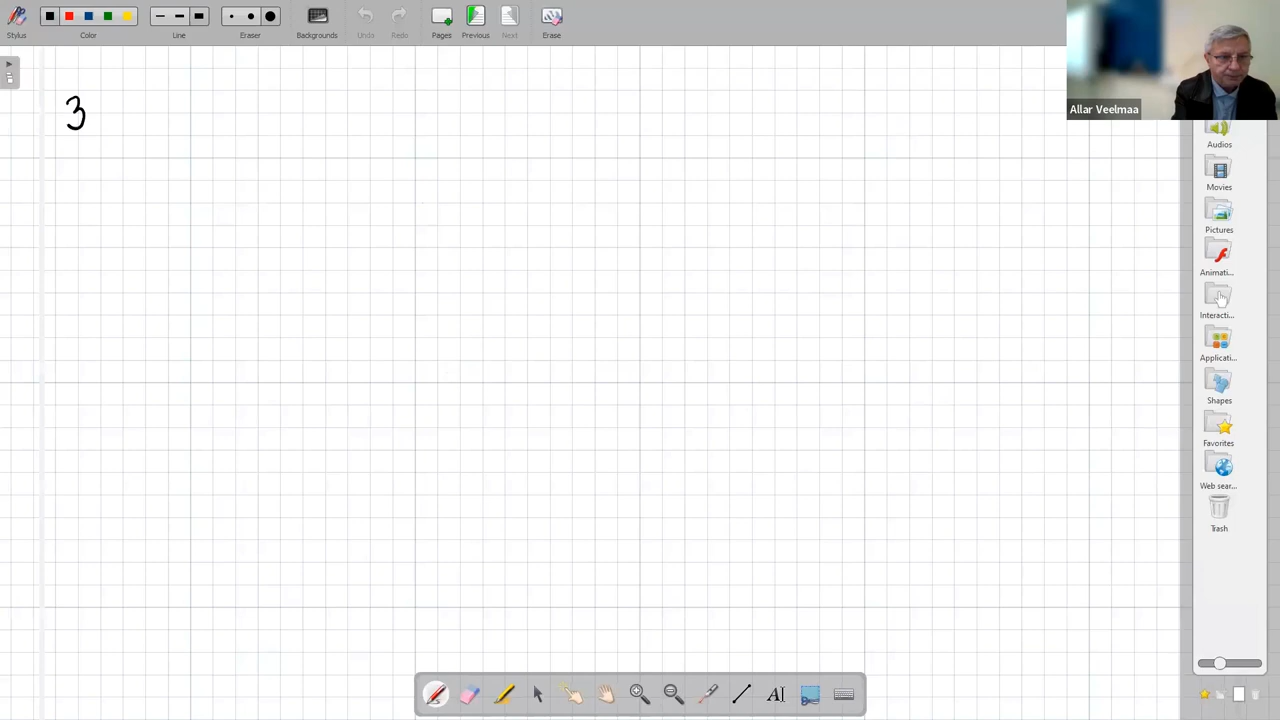 Stylus Color Line Eraser Backgrounds Undo Redo Pages Previous Next Erase
3
Allar Veelmaa
Audios
Movies
Pictures
Animati...
Interacti...
Applicati...
Shapes
Favorites
Web sear...
Trash
AI